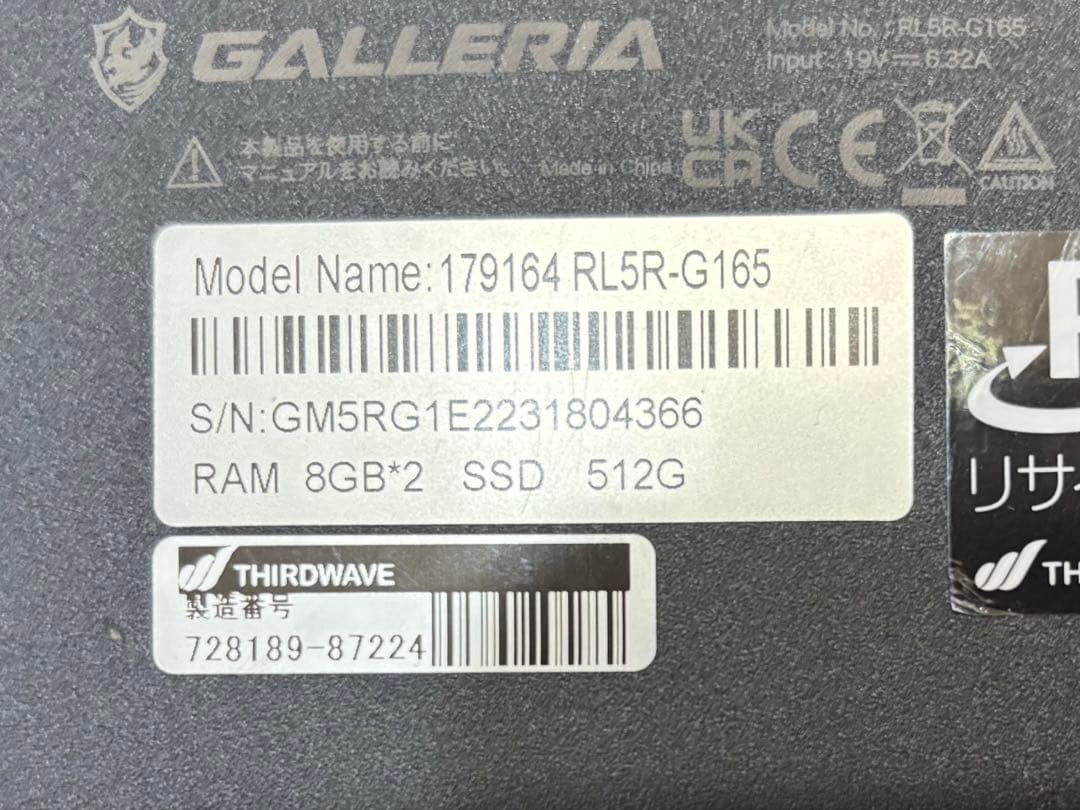 GALLERIA
Model No. : RL5R-G165
Input : 19V⎓6.32A
本製品を使用する前に
マニュアルをお読みください。
Made in China
UK
CA
CE
CAUTION
Model Name:179164 RL5R-G165
S/N:GM5RG1E2231804366
RAM 8GB*2 SSD 512G
THIRDWAVE
製造番号
728189-87224
リサ
TH